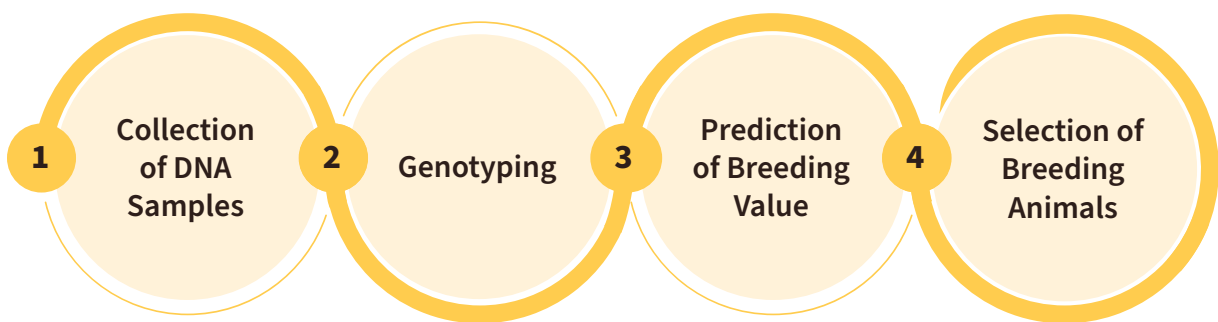 1
Collection
of DNA
Samples
2
Genotyping
3
Prediction
of Breeding
Value
4
Selection of
Breeding
Animals